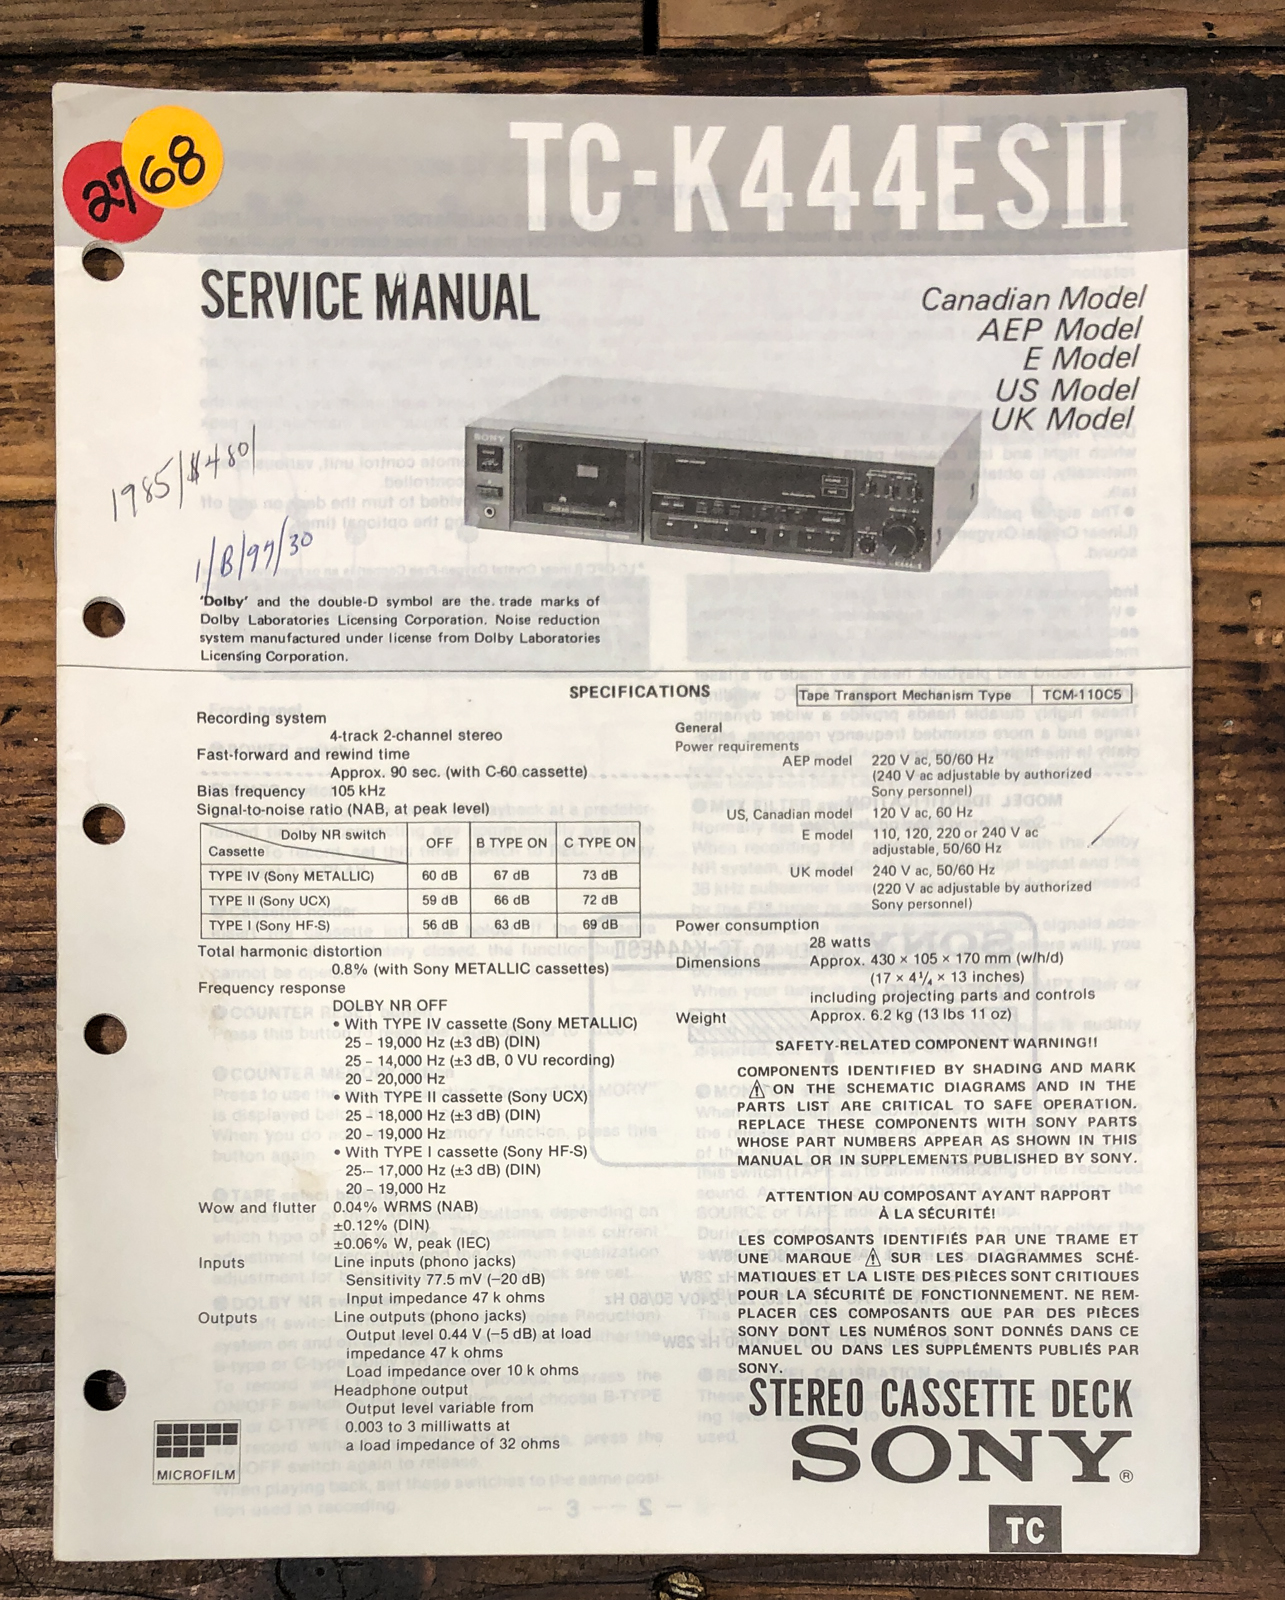 27
68
TC-K444ESII
SERVICE MANUAL
Canadian Model
AEP Model
E Model
US Model
UK Model
SONY
1985/$480/
1/B/97/30
'Dolby' and the double-D symbol are the. trade marks of
Dolby Laboratories Licensing Corporation. Noise reduction
system manufactured under license from Dolby Laboratories
Licensing Corporation.
SPECIFICATIONS
Tape Transport Mechanism Type TCM-110C5
Recording system
4-track 2-channel stereo
Fast-forward and rewind time
Approx. 90 sec. (with C-60 cassette)
Bias frequency 105 kHz
Signal-to-noise ratio (NAB, at peak level)
Dolby NR switch
Cassette
OFF B TYPE ON C TYPE ON
TYPE IV (Sony METALLIC) 60 dB 67 dB 73 dB
TYPE II (Sony UCX) 59 dB 66 dB 72 dB
TYPE I (Sony HF-S) 56 dB 63 dB 69 dB
Total harmonic distortion
0.8% (with Sony METALLIC cassettes)
Frequency response
DOLBY NR OFF
• With TYPE IV cassette (Sony METALLIC)
25 – 19,000 Hz (±3 dB) (DIN)
25 – 14,000 Hz (±3 dB, 0 VU recording)
20 – 20,000 Hz
• With TYPE II cassette (Sony UCX)
25 – 18,000 Hz (±3 dB) (DIN)
20 – 19,000 Hz
• With TYPE I cassette (Sony HF-S)
25 – 17,000 Hz (±3 dB) (DIN)
20 – 19,000 Hz
Wow and flutter 0.04% WRMS (NAB)
±0.12% (DIN)
±0.06% W, peak (IEC)
Inputs Line inputs (phono jacks)
Sensitivity 77.5 mV (–20 dB)
Input impedance 47 k ohms
Outputs Line outputs (phono jacks)
Output level 0.44 V (–5 dB) at load
impedance 47 k ohms
Load impedance over 10 k ohms
Headphone output
Output level variable from
0.003 to 3 milliwatts at
a load impedance of 32 ohms
MICROFILM
General
Power requirements
AEP model 220 V ac, 50/60 Hz
(240 V ac adjustable by authorized
Sony personnel)
US, Canadian model 120 V ac, 60 Hz
E model 110, 120, 220 or 240 V ac
adjustable, 50/60 Hz
UK model 240 V ac, 50/60 Hz
(220 V ac adjustable by authorized
Sony personnel)
Power consumption
28 watts
Dimensions Approx. 430 × 105 × 170 mm (w/h/d)
(17 × 4¼ × 13 inches)
including projecting parts and controls
Weight Approx. 6.2 kg (13 lbs 11 oz)
SAFETY-RELATED COMPONENT WARNING!!
COMPONENTS IDENTIFIED BY SHADING AND MARK
⚠ ON THE SCHEMATIC DIAGRAMS AND IN THE
PARTS LIST ARE CRITICAL TO SAFE OPERATION.
REPLACE THESE COMPONENTS WITH SONY PARTS
WHOSE PART NUMBERS APPEAR AS SHOWN IN THIS
MANUAL OR IN SUPPLEMENTS PUBLISHED BY SONY.
ATTENTION AU COMPOSANT AYANT RAPPORT
À LA SÉCURITÉ!
LES COMPOSANTS IDENTIFIÉS PAR UNE TRAME ET
UNE MARQUE ⚠ SUR LES DIAGRAMMES SCHÉ-
MATIQUES ET LA LISTE DES PIÈCES SONT CRITIQUES
POUR LA SÉCURITÉ DE FONCTIONNEMENT. NE REM-
PLACER CES COMPOSANTS QUE PAR DES PIÈCES
SONY DONT LES NUMÉROS SONT DONNÉS DANS CE
MANUEL OU DANS LES SUPPLÉMENTS PUBLIÉS PAR
SONY.
STEREO CASSETTE DECK
SONY®
TC